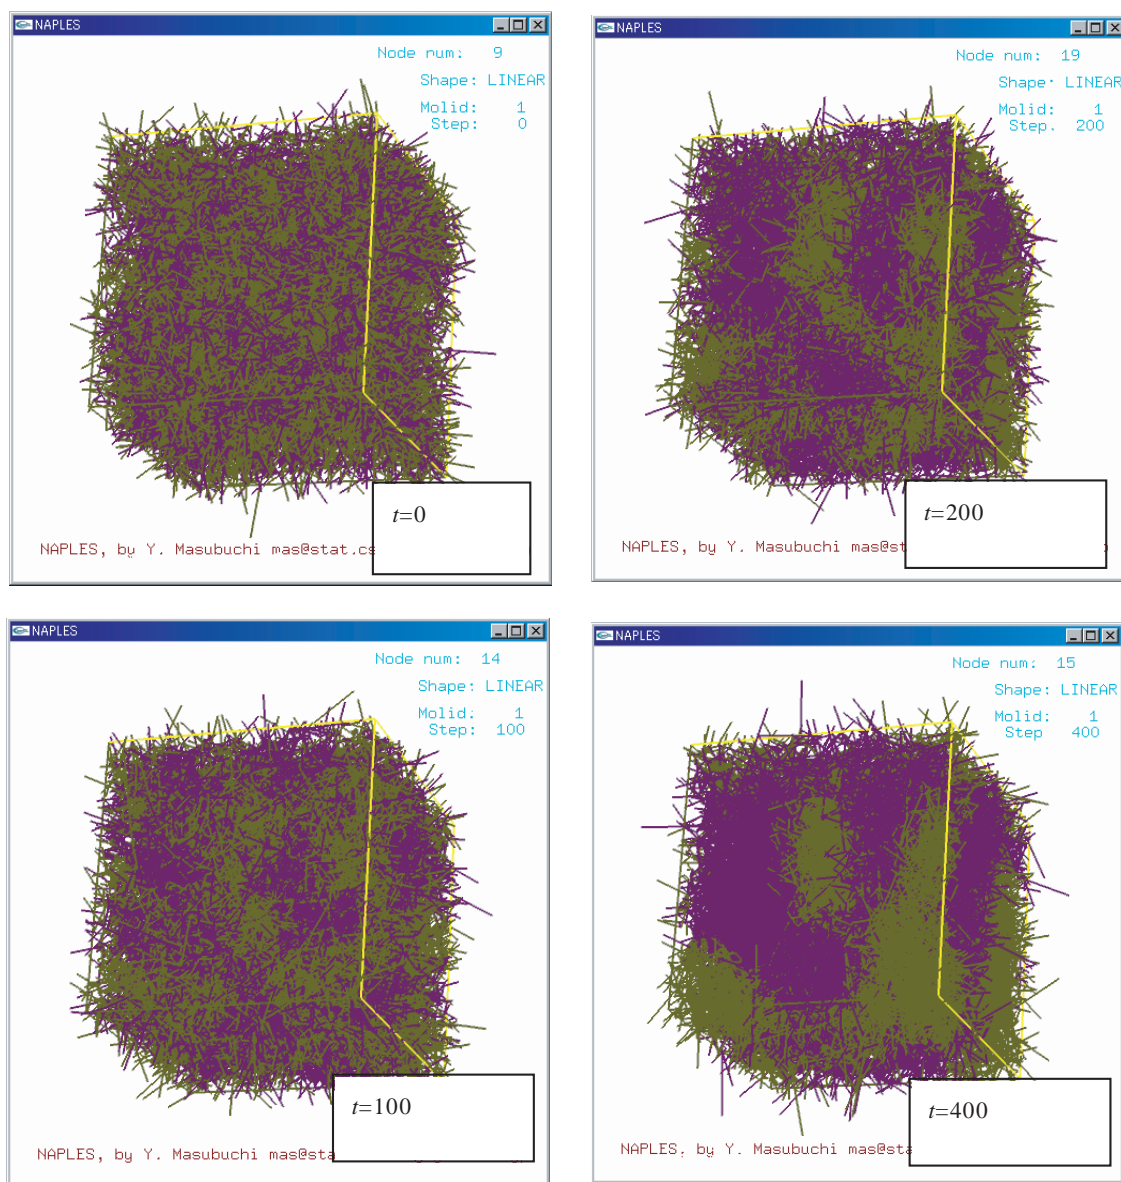 NAPLES
Node num: 9
Shape: LINEAR
Molid: 1
Step: 0
t=0
NAPLES, by Y. Masubuchi mas@stat.cs
NAPLES
Node num: 19
Shape· LINEAR
Molid: 1
Step. 200
t=200
NAPLES, by Y. Masubuchi mas@st
NAPLES
Node num: 14
Shape: LINEAR
Molid: 1
Step: 100
t=100
NAPLES, by Y. Masubuchi mas@sta
NAPLES
Node num: 15
Shape: LINEAR
Molid: 1
Step 400
t=400
NAPLES, by Y. Masubuchi mas@sta